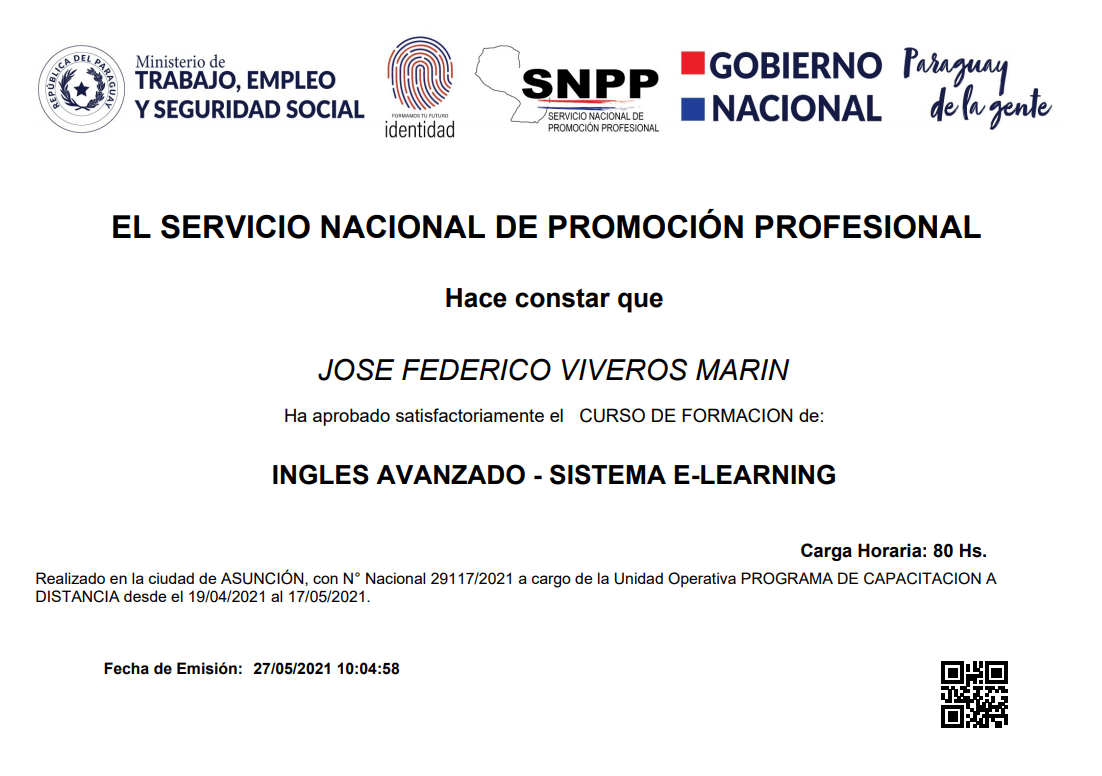 REPÚBLICA DEL PARAGUAY
Ministerio de
TRABAJO, EMPLEO
Y SEGURIDAD SOCIAL
FORMAMOS TU FUTURO
identidad
SNPP
SERVICIO NACIONAL DE
PROMOCIÓN PROFESIONAL
GOBIERNO
NACIONAL
Paraguay
de la gente
EL SERVICIO NACIONAL DE PROMOCIÓN PROFESIONAL
Hace constar que
JOSE FEDERICO VIVEROS MARIN
Ha aprobado satisfactoriamente el CURSO DE FORMACION de:
INGLES AVANZADO - SISTEMA E-LEARNING
Carga Horaria: 80 Hs.
Realizado en la ciudad de ASUNCIÓN, con N° Nacional 29117/2021 a cargo de la Unidad Operativa PROGRAMA DE CAPACITACION A
DISTANCIA desde el 19/04/2021 al 17/05/2021.
Fecha de Emisión: 27/05/2021 10:04:58